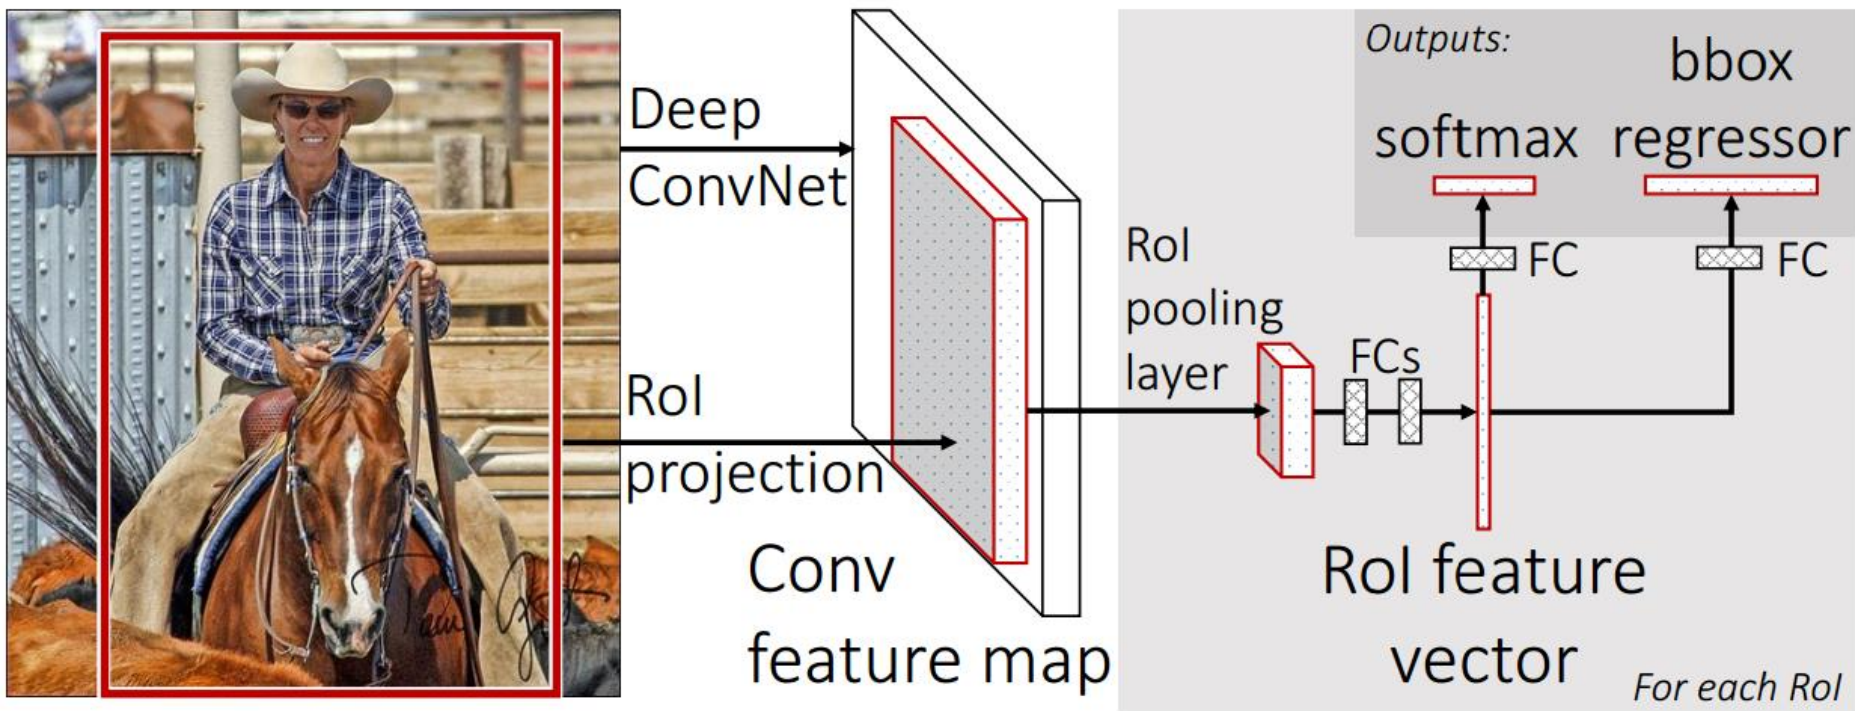 Deep
ConvNet
RoI
projection
Conv
feature map
RoI
pooling
layer
FCs
Outputs:
softmax
bbox
regressor
FC
FC
RoI feature
vector
For each RoI